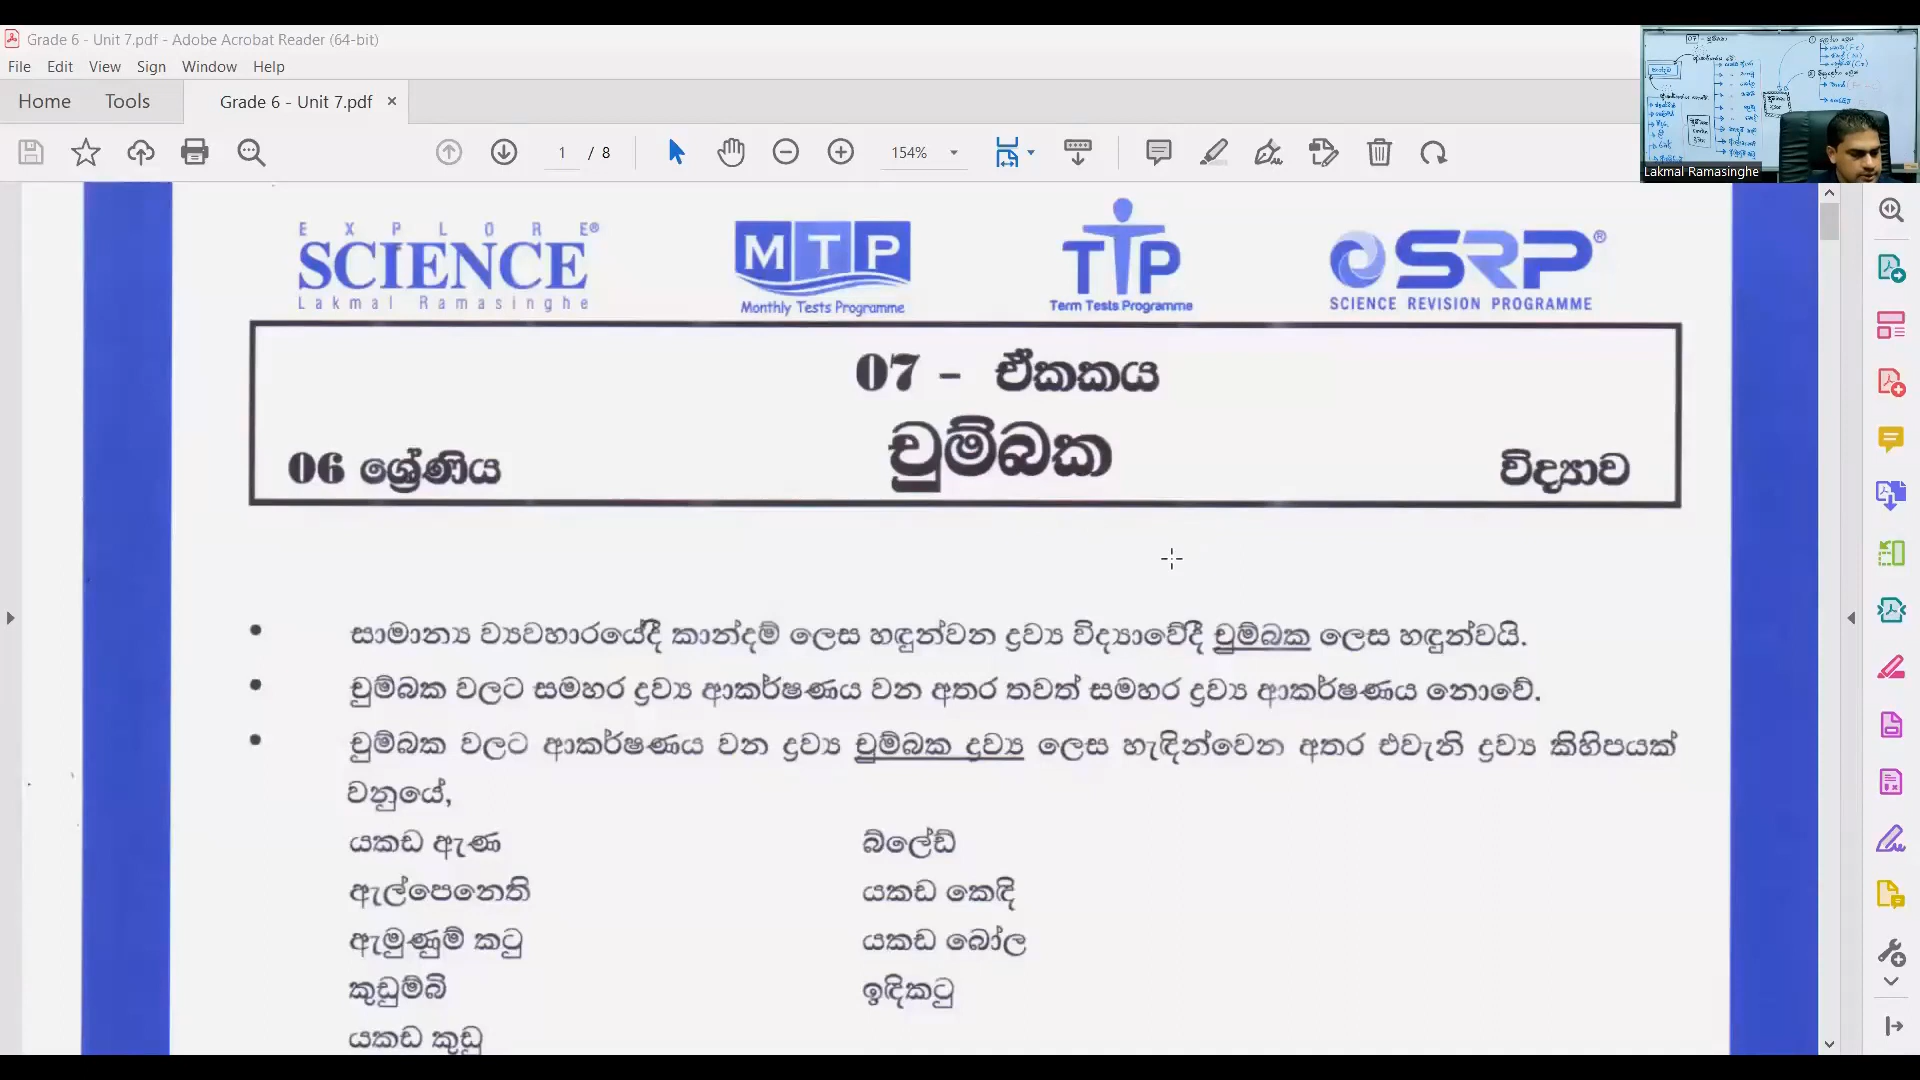 Grade 6 - Unit 7.pdf - Adobe Acrobat Reader (64-bit)
File Edit View Sign Window Help
Home Tools Grade 6 - Unit 7.pdf ×
1 / 8 154%
Lakmal Ramasinghe
EXPLORE®
SCIENCE
Lakmal Ramasinghe
MTP
Monthly Tests Programme
TTP
Term Tests Programme
SRP®
SCIENCE REVISION PROGRAMME
07 - ඒකකය
චුම්බක
06 ශ්‍රේණිය
විද්‍යාව
• සාමාන්‍ය ව්‍යවහාරයේදී කාන්දම් ලෙස හඳුන්වන ද්‍රව්‍ය විද්‍යාවේදී චුම්බක ලෙස හඳුන්වයි.
• චුම්බක වලට සමහර ද්‍රව්‍ය ආකර්ෂණය වන අතර තවත් සමහර ද්‍රව්‍ය ආකර්ෂණය නොවේ.
• චුම්බක වලට ආකර්ෂණය වන ද්‍රව්‍ය චුම්බක ද්‍රව්‍ය ලෙස හැඳින්වෙන අතර එවැනි ද්‍රව්‍ය කිහිපයක්
වනුයේ,
යකඩ ඇණ බ්ලේඩ්
ඇල්පෙනෙති යකඩ කෙඳි
ඇමුණුම් කටු යකඩ බෝල
කුඩුම්බි ඉඳිකටු
යකඩ කුඩු